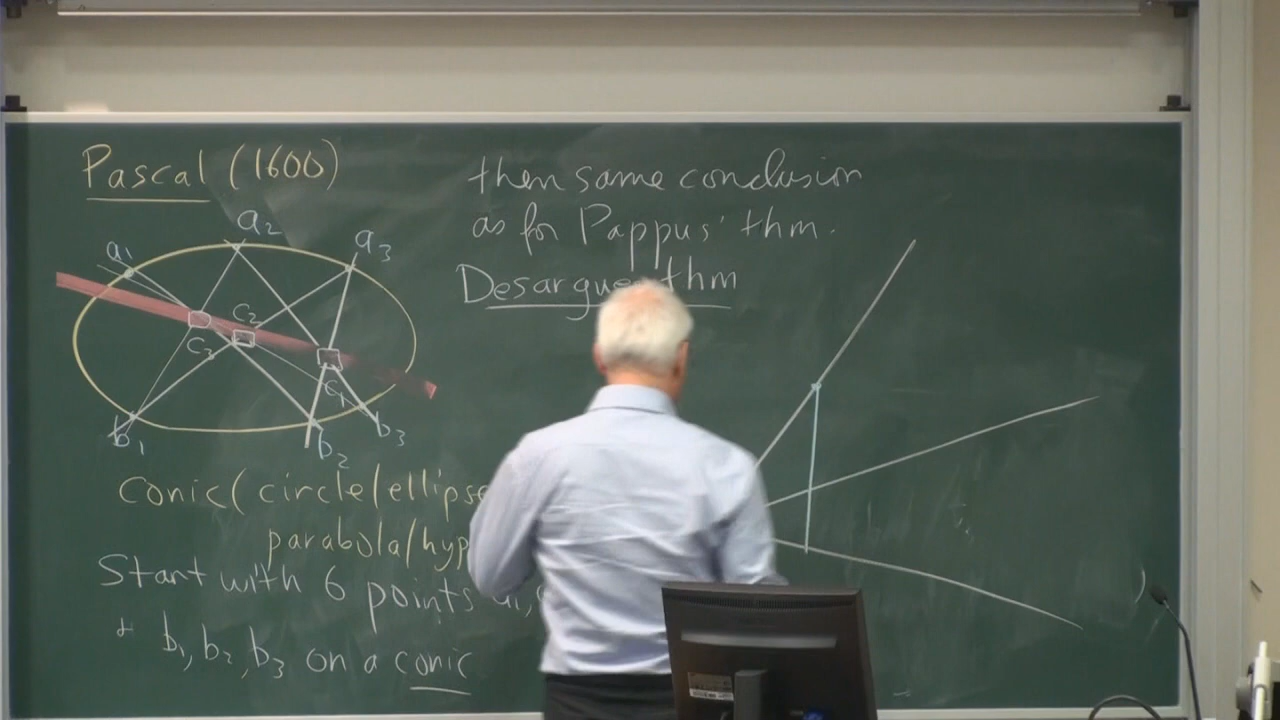 Pascal (1600)
a1
a2
a3
c2
c3
c1
b1
b2
b3
Conic (circle/ellipse
parabola/hyp
Start with 6 points a1,
+ b1, b2, b3 on a conic
then same conclusion
as for Pappus' thm.
Desargue thm